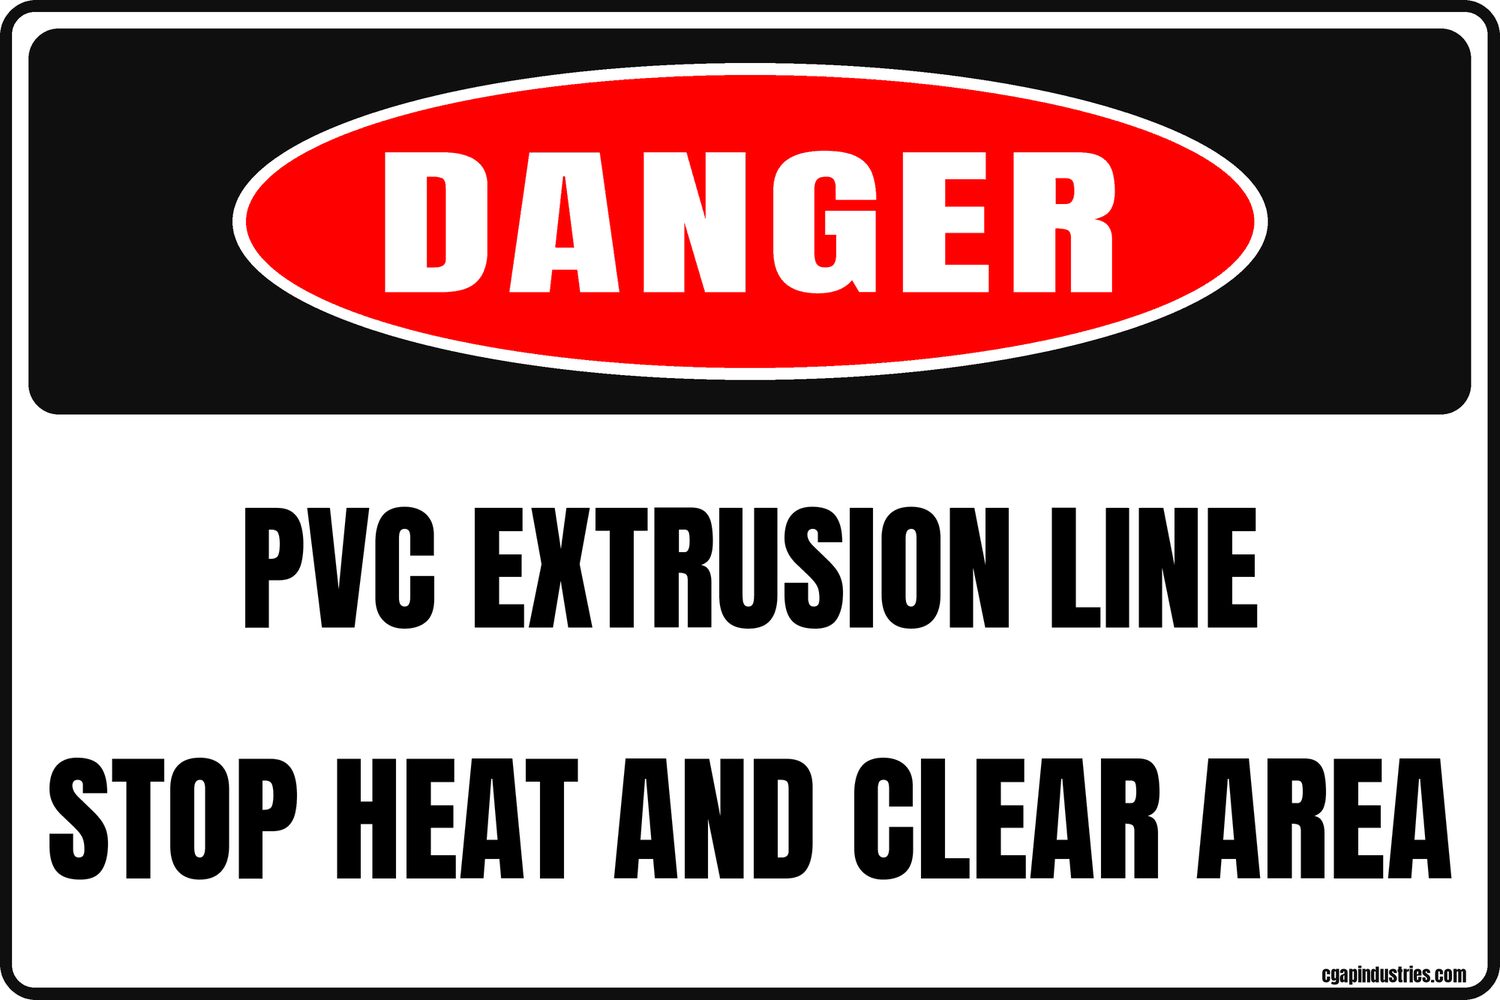 DANGER
PVC EXTRUSION LINE
STOP HEAT AND CLEAR AREA
cgapindustries.com